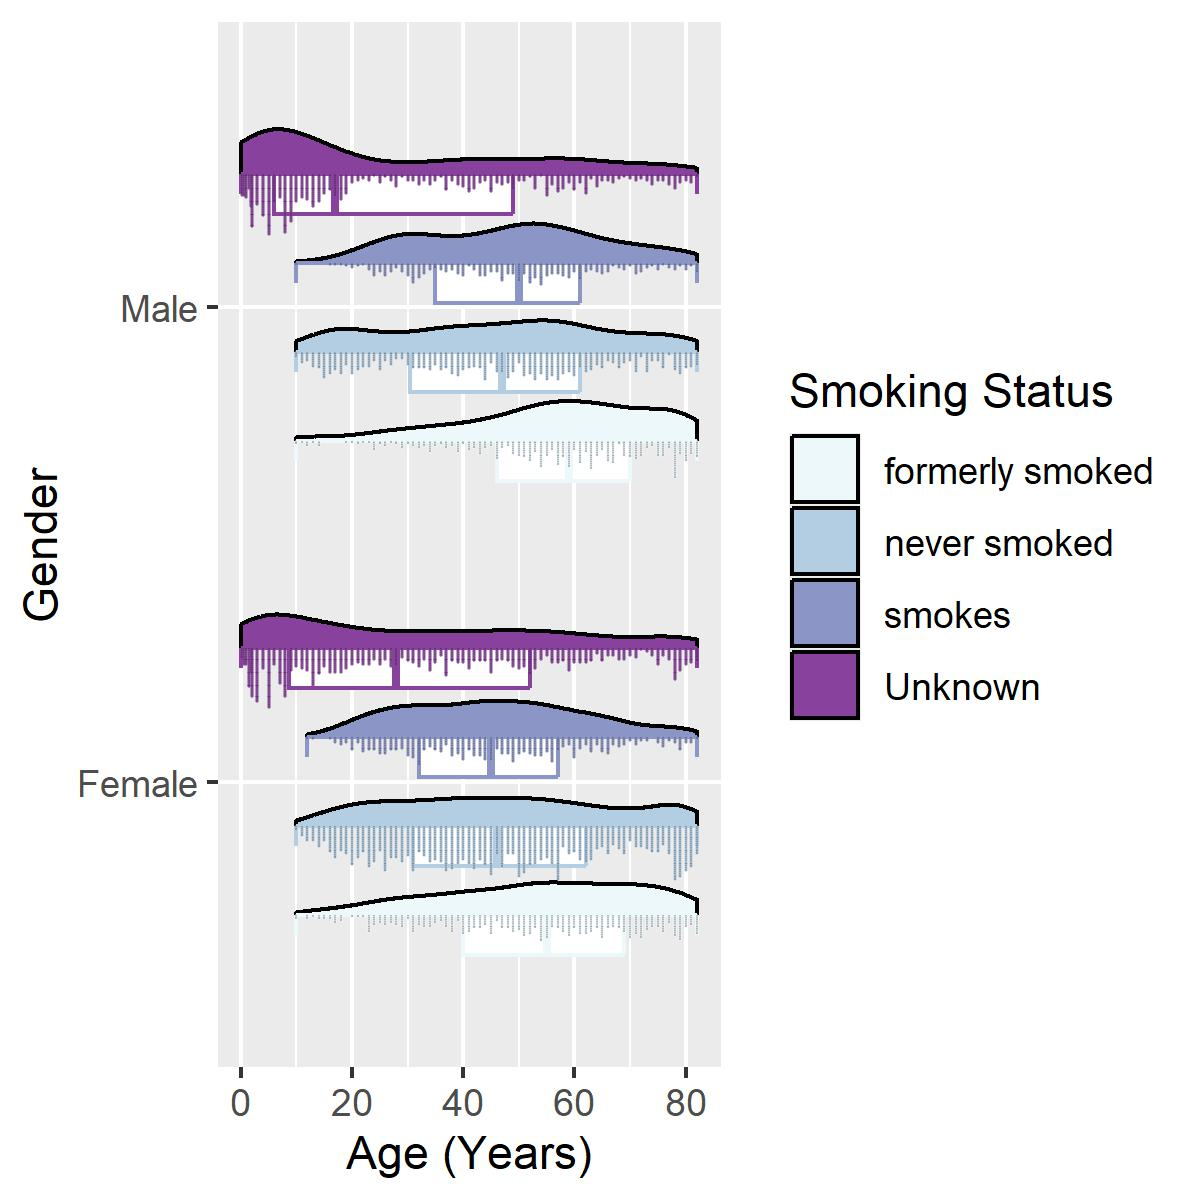 Gender
Male
Female
0 20 40 60 80
Age (Years)
Smoking Status
formerly smoked
never smoked
smokes
Unknown